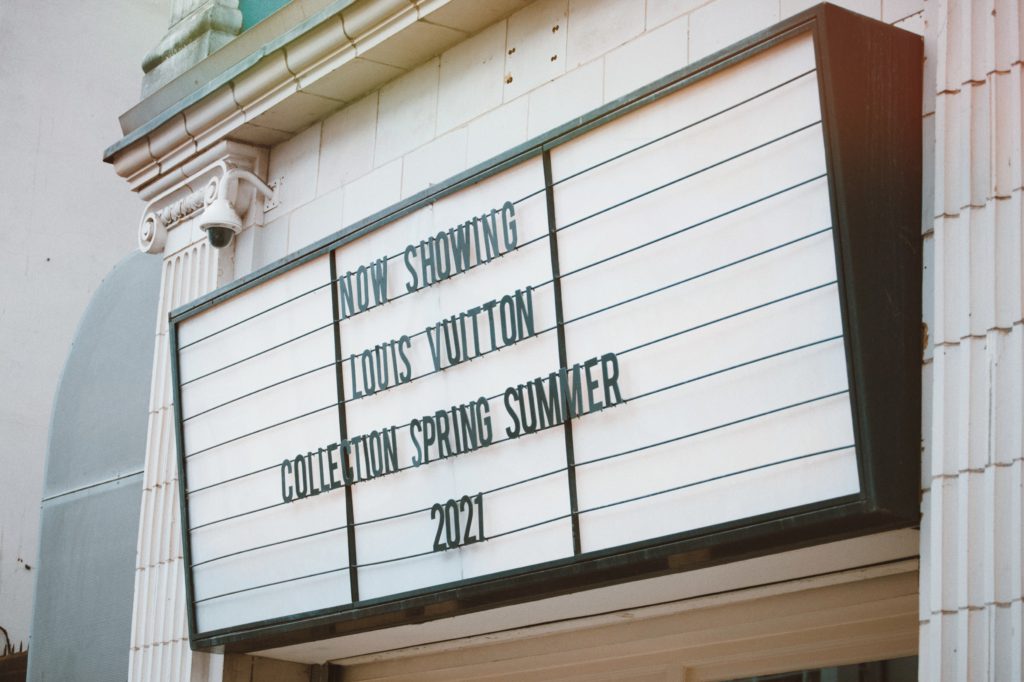 NOW SHOWING
LOUIS VUITTON
COLLECTION SPRING SUMMER
2021